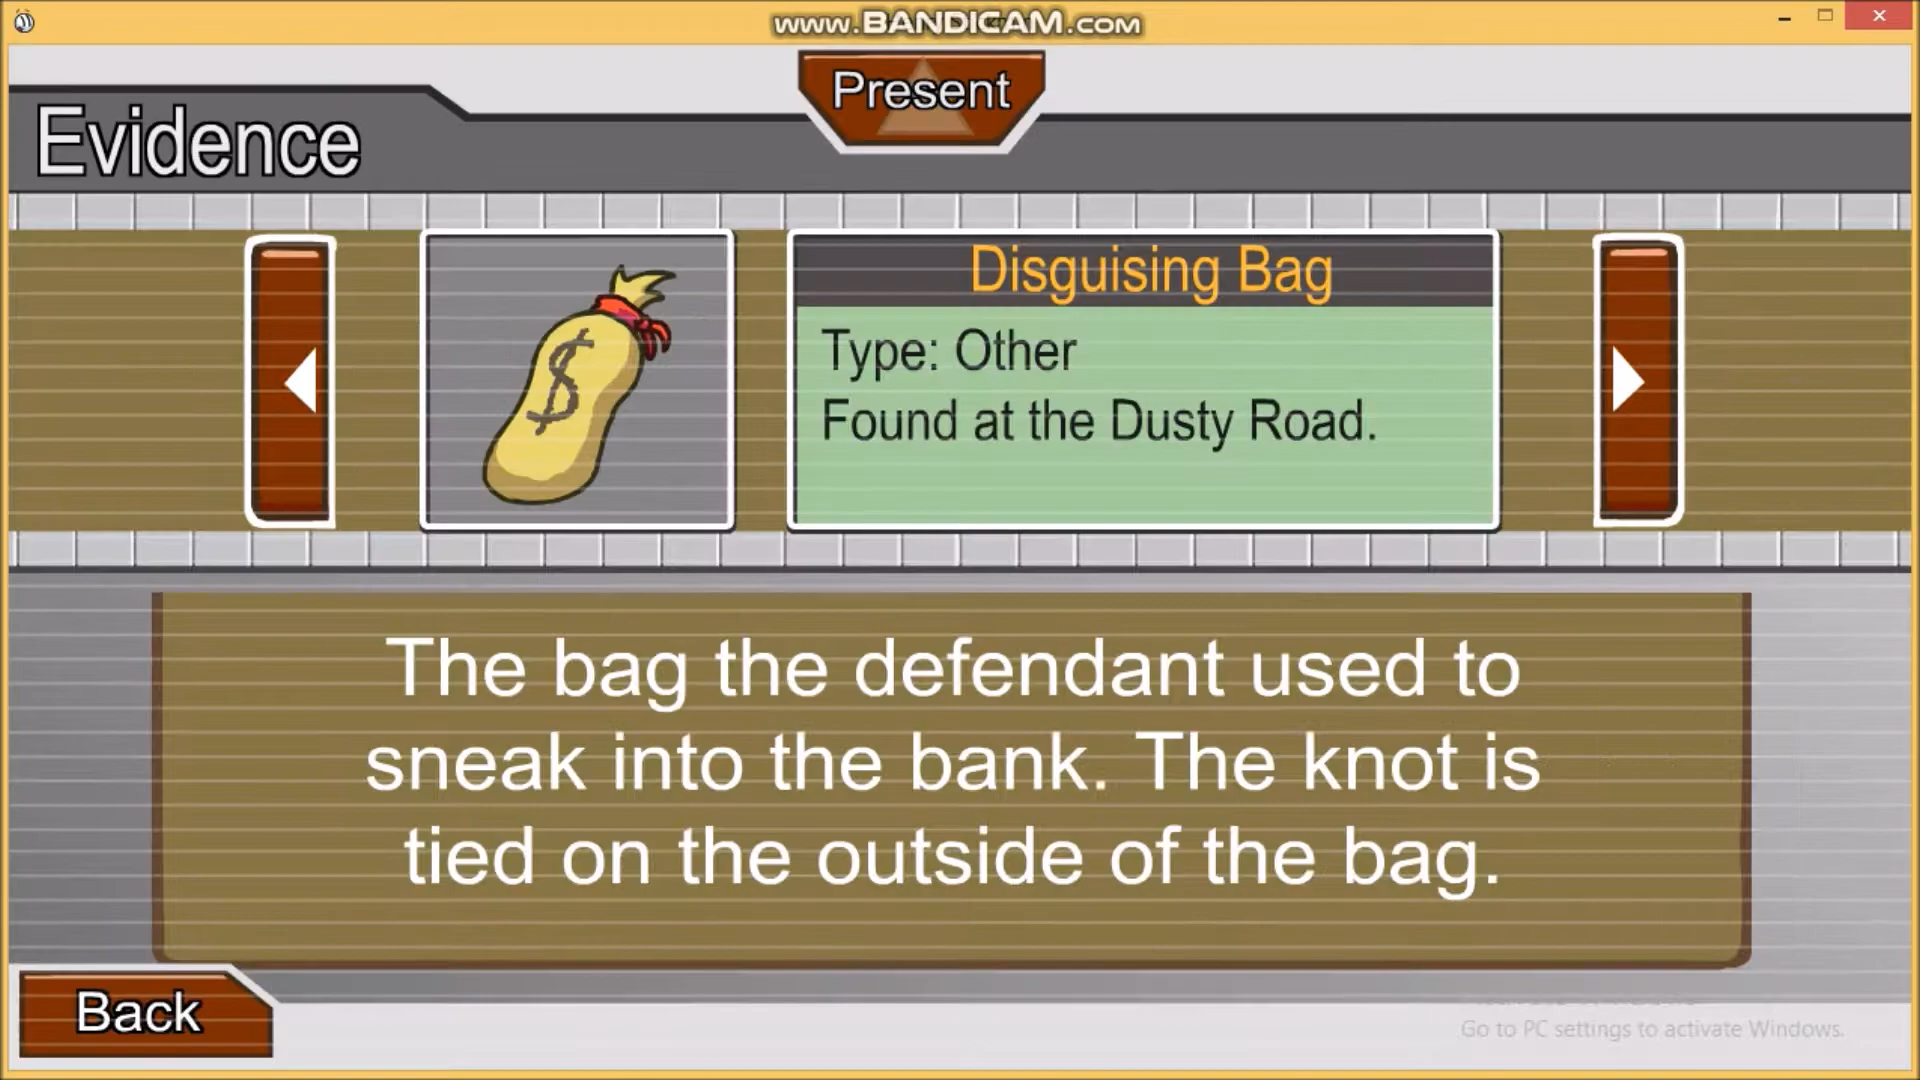 www.BANDICAM.com
Present
Evidence
Disguising Bag
Type: Other
Found at the Dusty Road.
$
The bag the defendant used to
sneak into the bank. The knot is
tied on the outside of the bag.
Back
Go to PC settings to activate Windows.